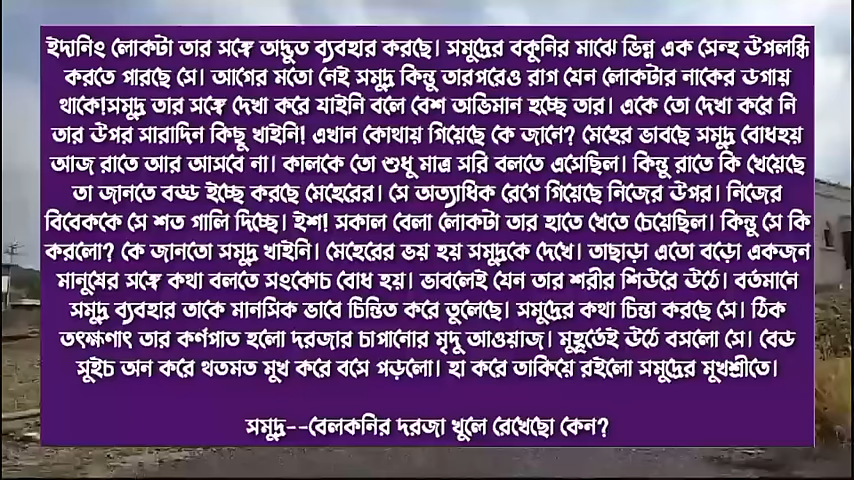 ইদানিং লোকটা তার সঙ্গে অদ্ভুত ব্যবহার করছে। সমুদ্রের বকুনির মাঝে ভিন্ন এক সেন্হ উপলব্ধি
করতে পারছে সে। আগের মতো নেই সমুদ্র কিন্তু তারপরেও রাগ যেন লোকটার নাকের ডগায়
থাকে!সমুদ্র তার সঙ্গে দেখা করে যাইনি বলে বেশ অভিমান হচ্ছে তার। একে তো দেখা করে নি
তার উপর সারাদিন কিছু খাইনি! এখান কোথায় গিয়েছে কে জানে? মেহের ভাবছে সমুদ্র বোধহয়
আজ রাতে আর আসবে না। কালকে তো শুধু মাত্র সরি বলতে এসেছিল। কিন্তু রাতে কি খেয়েছে
তা জানতে বড্ড ইচ্ছে করছে মেহেরের। সে অত্যাধিক রেগে গিয়েছে নিজের উপর। নিজের
বিবেককে সে শত গালি দিচ্ছে। ইশ! সকাল বেলা লোকটা তার হাতে খেতে চেয়েছিল। কিন্তু সে কি
করলো? কে জানতো সমুদ্র খাইনি। মেহেরের ভয় হয় সমুদ্রকে দেখে। তাছাড়া এতো বড়ো একজন
মানুষের সঙ্গে কথা বলতে সংকোচ বোধ হয়। ভাবলেই যেন তার শরীর শিউরে উঠে। বর্তমানে
সমুদ্র ব্যবহার তাকে মানসিক ভাবে চিন্তিত করে তুলেছে। সমুদ্রের কথা চিন্তা করছে সে। ঠিক
তৎক্ষণাৎ তার কর্ণপাত হলো দরজার চাপানোর মৃদু আওয়াজ। মুহূর্তেই উঠে বসলো সে। বেড
সুইচ অন করে থতমত মুখ করে বসে পড়লো। হা করে তাকিয়ে রইলো সমুদ্রের মুখশ্রীতে।
সমুদ্র--বেলকনির দরজা খুলে রেখেছো কেন?